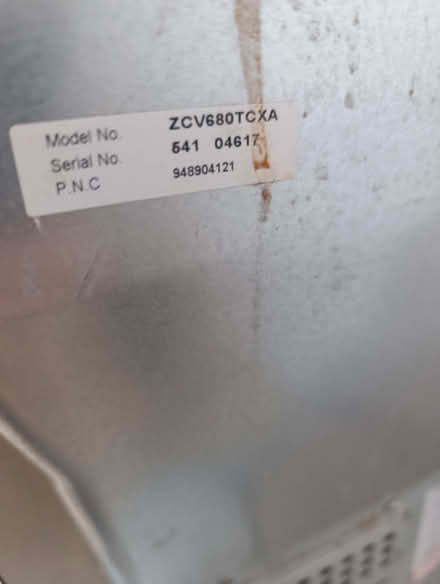 Model No. ZCV680TCXA
Serial No. 541 04617
P.N.C 948904121